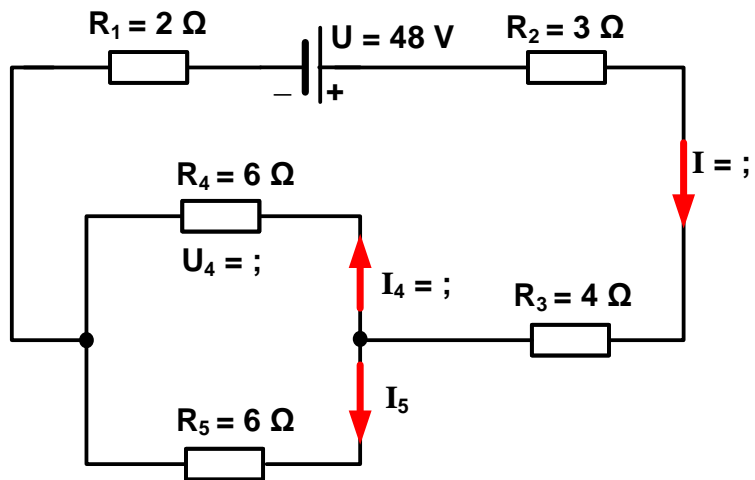 R₁ = 2 Ω
U = 48 V
R₂ = 3 Ω
_
+
R₄ = 6 Ω
I = ;
U₄ = ;
I₄ = ;
R₃ = 4 Ω
I₅
R₅ = 6 Ω